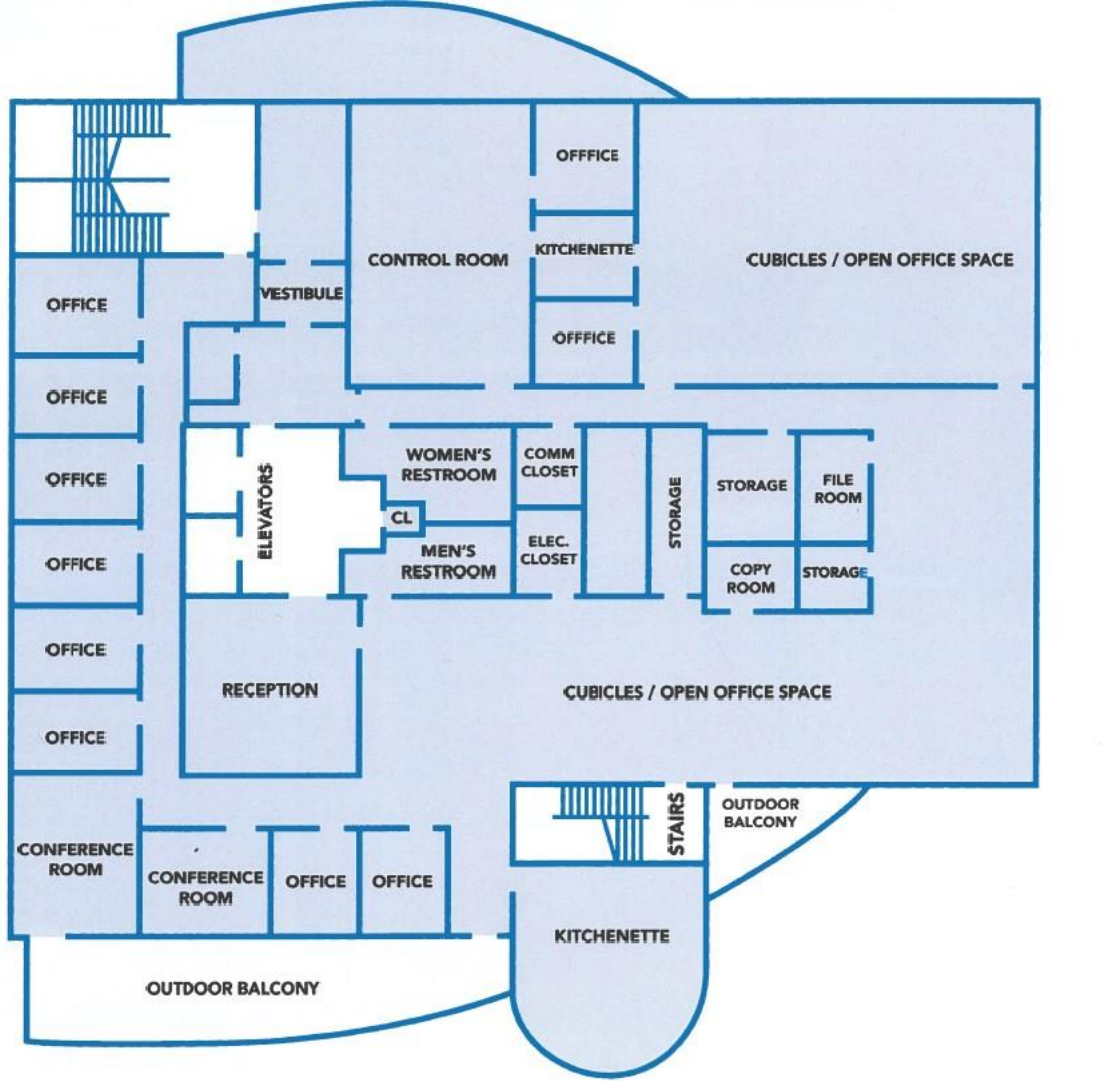 OFFFICE
KITCHENETTE
CONTROL ROOM
CUBICLES / OPEN OFFICE SPACE
VESTIBULE
OFFFICE
OFFICE
OFFICE
OFFICE
OFFICE
OFFICE
OFFICE
ELEVATORS
WOMEN'S
RESTROOM
CL
MEN'S
RESTROOM
COMM
CLOSET
ELEC.
CLOSET
STORAGE
STORAGE
FILE
ROOM
COPY
ROOM
STORAGE
RECEPTION
CUBICLES / OPEN OFFICE SPACE
STAIRS
OUTDOOR
BALCONY
CONFERENCE
ROOM
CONFERENCE
ROOM
OFFICE
OFFICE
KITCHENETTE
OUTDOOR BALCONY